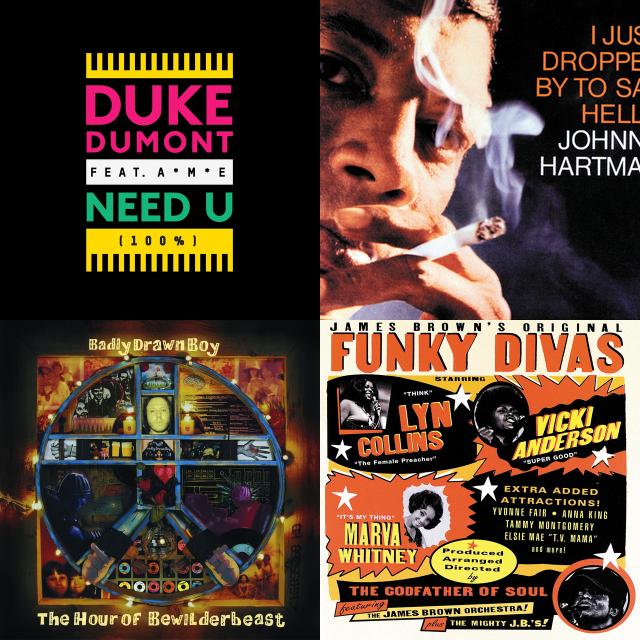 DUKE
DUMONT
FEAT. A*M*E
NEED U
(100%)
I JUS
DROPPE
BY TO SA
HELL
JOHNN
HARTMA
Badly Drawn Boy
The Hour of Bewilderbeast
JAMES BROWN'S ORIGINAL
FUNKY DIVAS
STARRING
"THINK"
LYN
COLLINS
"The Female Preacher"
VICKI
ANDERSON
"SUPER GOOD"
"IT'S MY THING"
MARVA
WHITNEY
EXTRA ADDED
ATTRACTIONS!
YVONNE FAIR • ANNA KING
TAMMY MONTGOMERY
ELSIE MAE "T.V. MAMA"
and more!
Produced
Arranged
Directed
by
THE GODFATHER OF SOUL
featuring
THE JAMES BROWN ORCHESTRA!
plus THE MIGHTY J.B.'S!